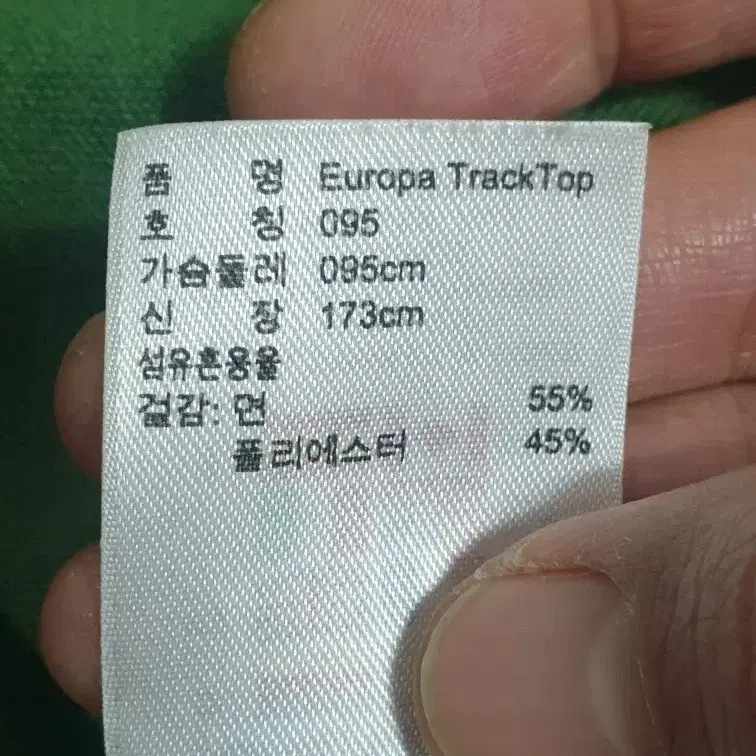 품 명 Europa TrackTop
호 칭 095
가슴둘레 095cm
신 장 173cm
섬유혼용율
겉감: 면 55%
폴리에스터 45%